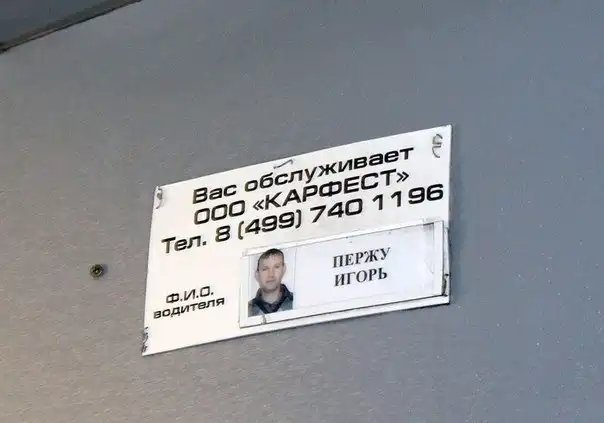 Вас обслуживает
ООО «КАРФЕСТ»
Тел. 8 (499) 740 1196
Ф.И.О.
водителя
ПЕРЖУ
ИГОРЬ